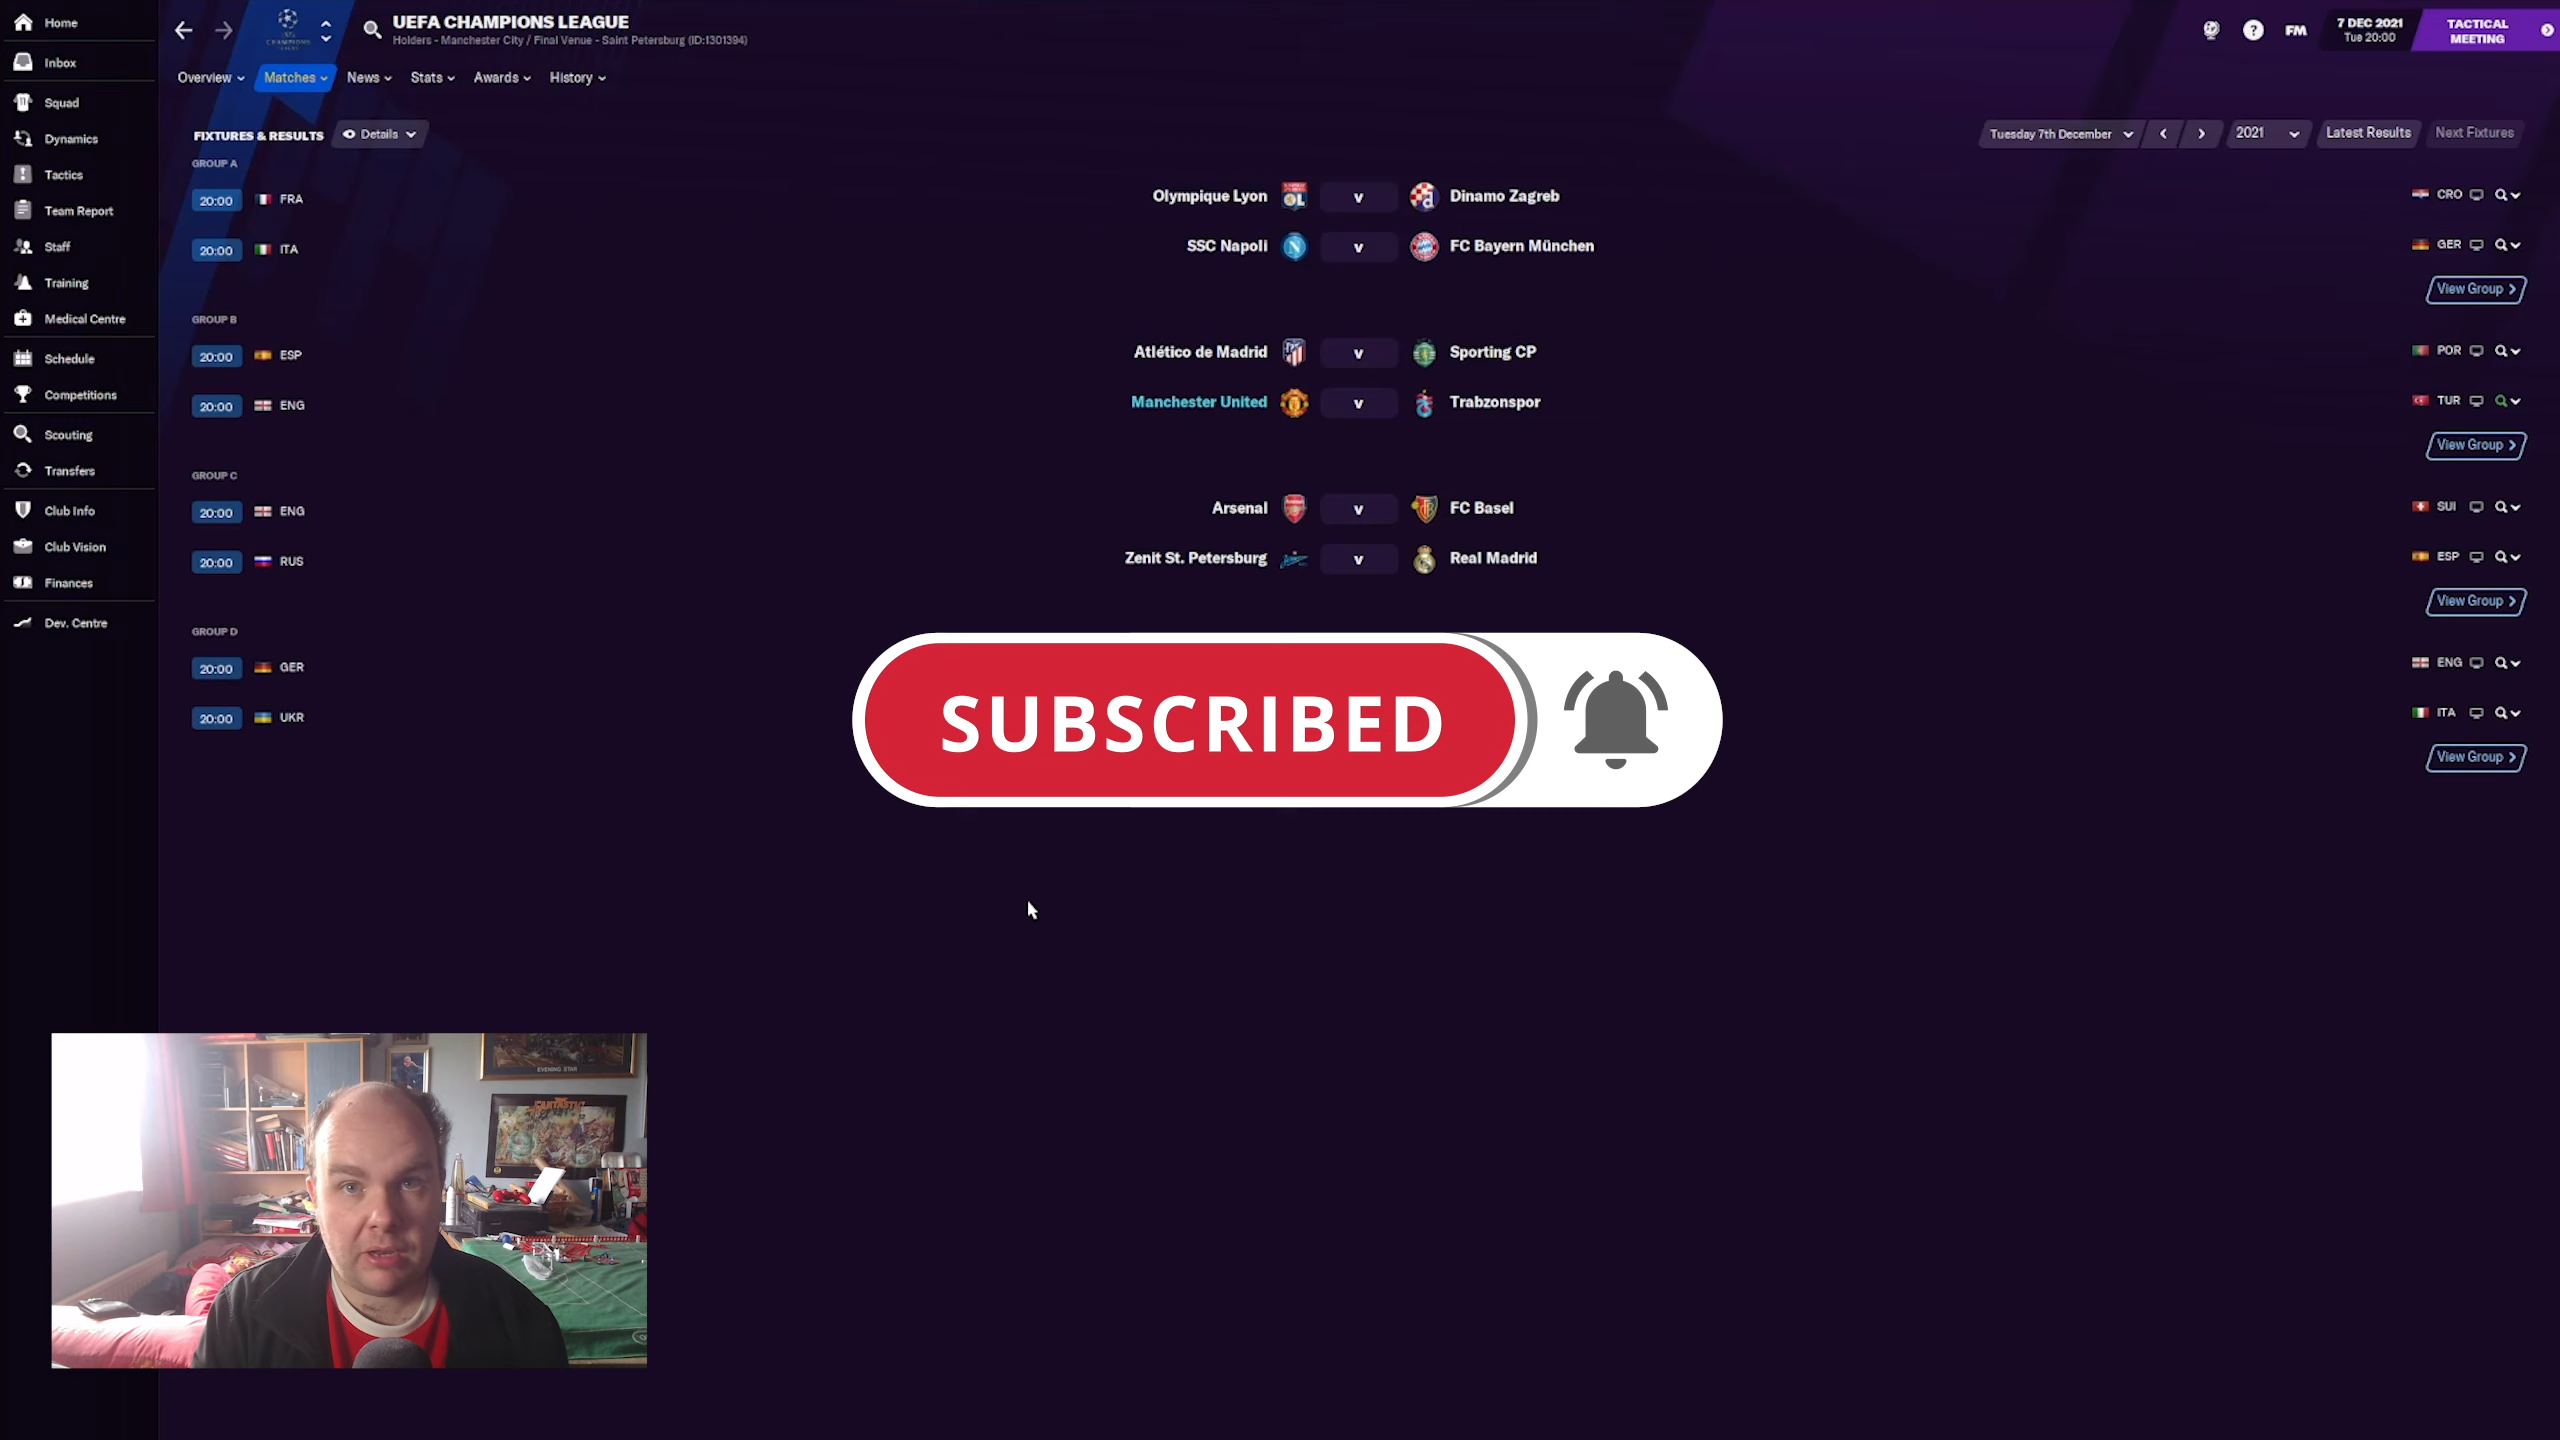 Home
Inbox
Squad
Dynamics
Tactics
Team Report
Staff
Training
Medical Centre
Schedule
Competitions
Scouting
Transfers
Club Info
Club Vision
Finances
Dev. Centre
UEFA CHAMPIONS LEAGUE
Holders - Manchester City / Final Venue - Saint Petersburg (ID:1301394)
FM
7 DEC 2021
Tue 20:00
TACTICAL
MEETING
Overview Matches News Stats Awards History
FIXTURES & RESULTS Details
Tuesday 7th December 2021 Latest Results Next Fixtures
GROUP A
20:00 FRA Olympique Lyon v Dinamo Zagreb CRO
20:00 ITA SSC Napoli v FC Bayern München GER
View Group >
GROUP B
20:00 ESP Atlético de Madrid v Sporting CP POR
20:00 ENG Manchester United v Trabzonspor TUR
View Group >
GROUP C
20:00 ENG Arsenal v FC Basel SUI
20:00 RUS Zenit St. Petersburg v Real Madrid ESP
View Group >
GROUP D
20:00 GER ENG
20:00 UKR ITA
View Group >
SUBSCRIBED
EVENING STAR
FANTASTIC